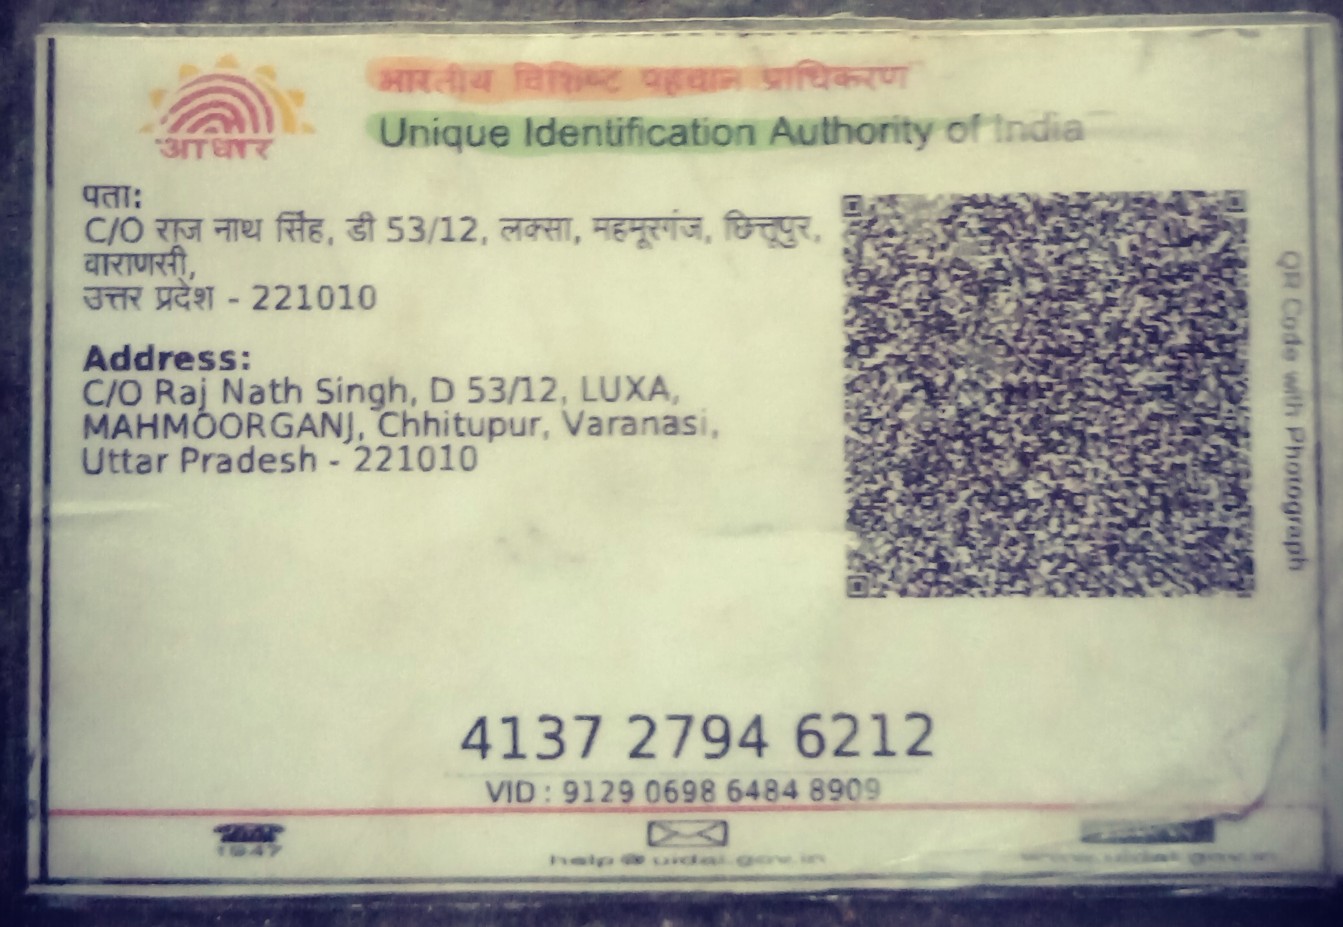 भारतीय विशिष्ट पहचान प्राधिकरण
Unique Identification Authority of India
आधार
पता:
C/O राज नाथ सिंह, डी 53/12, लक्सा, महमूरगंज, छित्तूपुर,
वाराणसी,
उत्तर प्रदेश - 221010
Address:
C/O Raj Nath Singh, D 53/12, LUXA,
MAHMOORGANJ, Chhitupur, Varanasi,
Uttar Pradesh - 221010
QR Code with Photograph
4137 2794 6212
VID : 9129 0698 6484 8909
1947
help@uidai.gov.in
www.uidai.gov.in